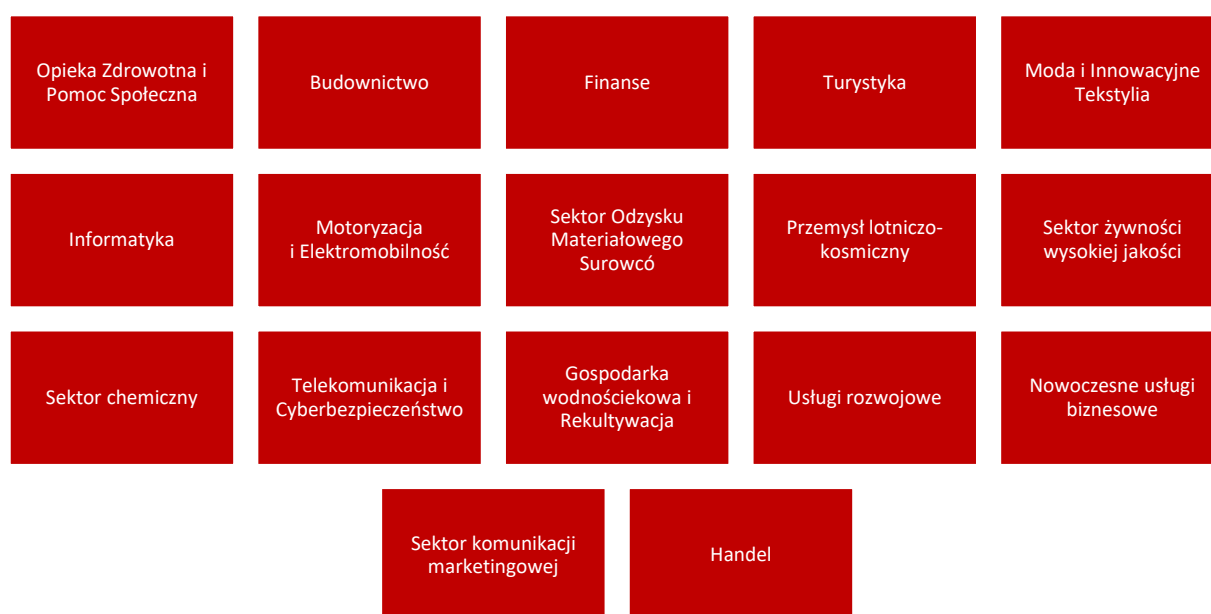 Opieka Zdrowotna i
Pomoc Społeczna
Budownictwo
Finanse
Turystyka
Moda i Innowacyjne
Tekstylia
Informatyka
Motoryzacja
i Elektromobilność
Sektor Odzysku
Materiałowego
Surowcó
Przemysł lotniczo-
kosmiczny
Sektor żywności
wysokiej jakości
Sektor chemiczny
Telekomunikacja i
Cyberbezpieczeństwo
Gospodarka
wodnościekowa i
Rekultywacja
Usługi rozwojowe
Nowoczesne usługi
biznesowe
Sektor komunikacji
marketingowej
Handel